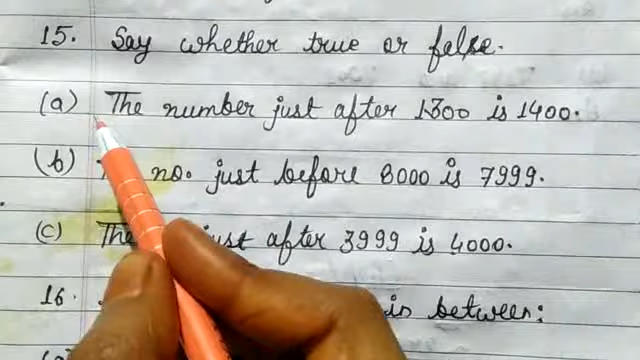 15. Say whether true or false.
(a) The number just after 1300 is 1400.
(b) no. just before 8000 is 7999.
(c) The just after 3999 is 4000.
16. in between: